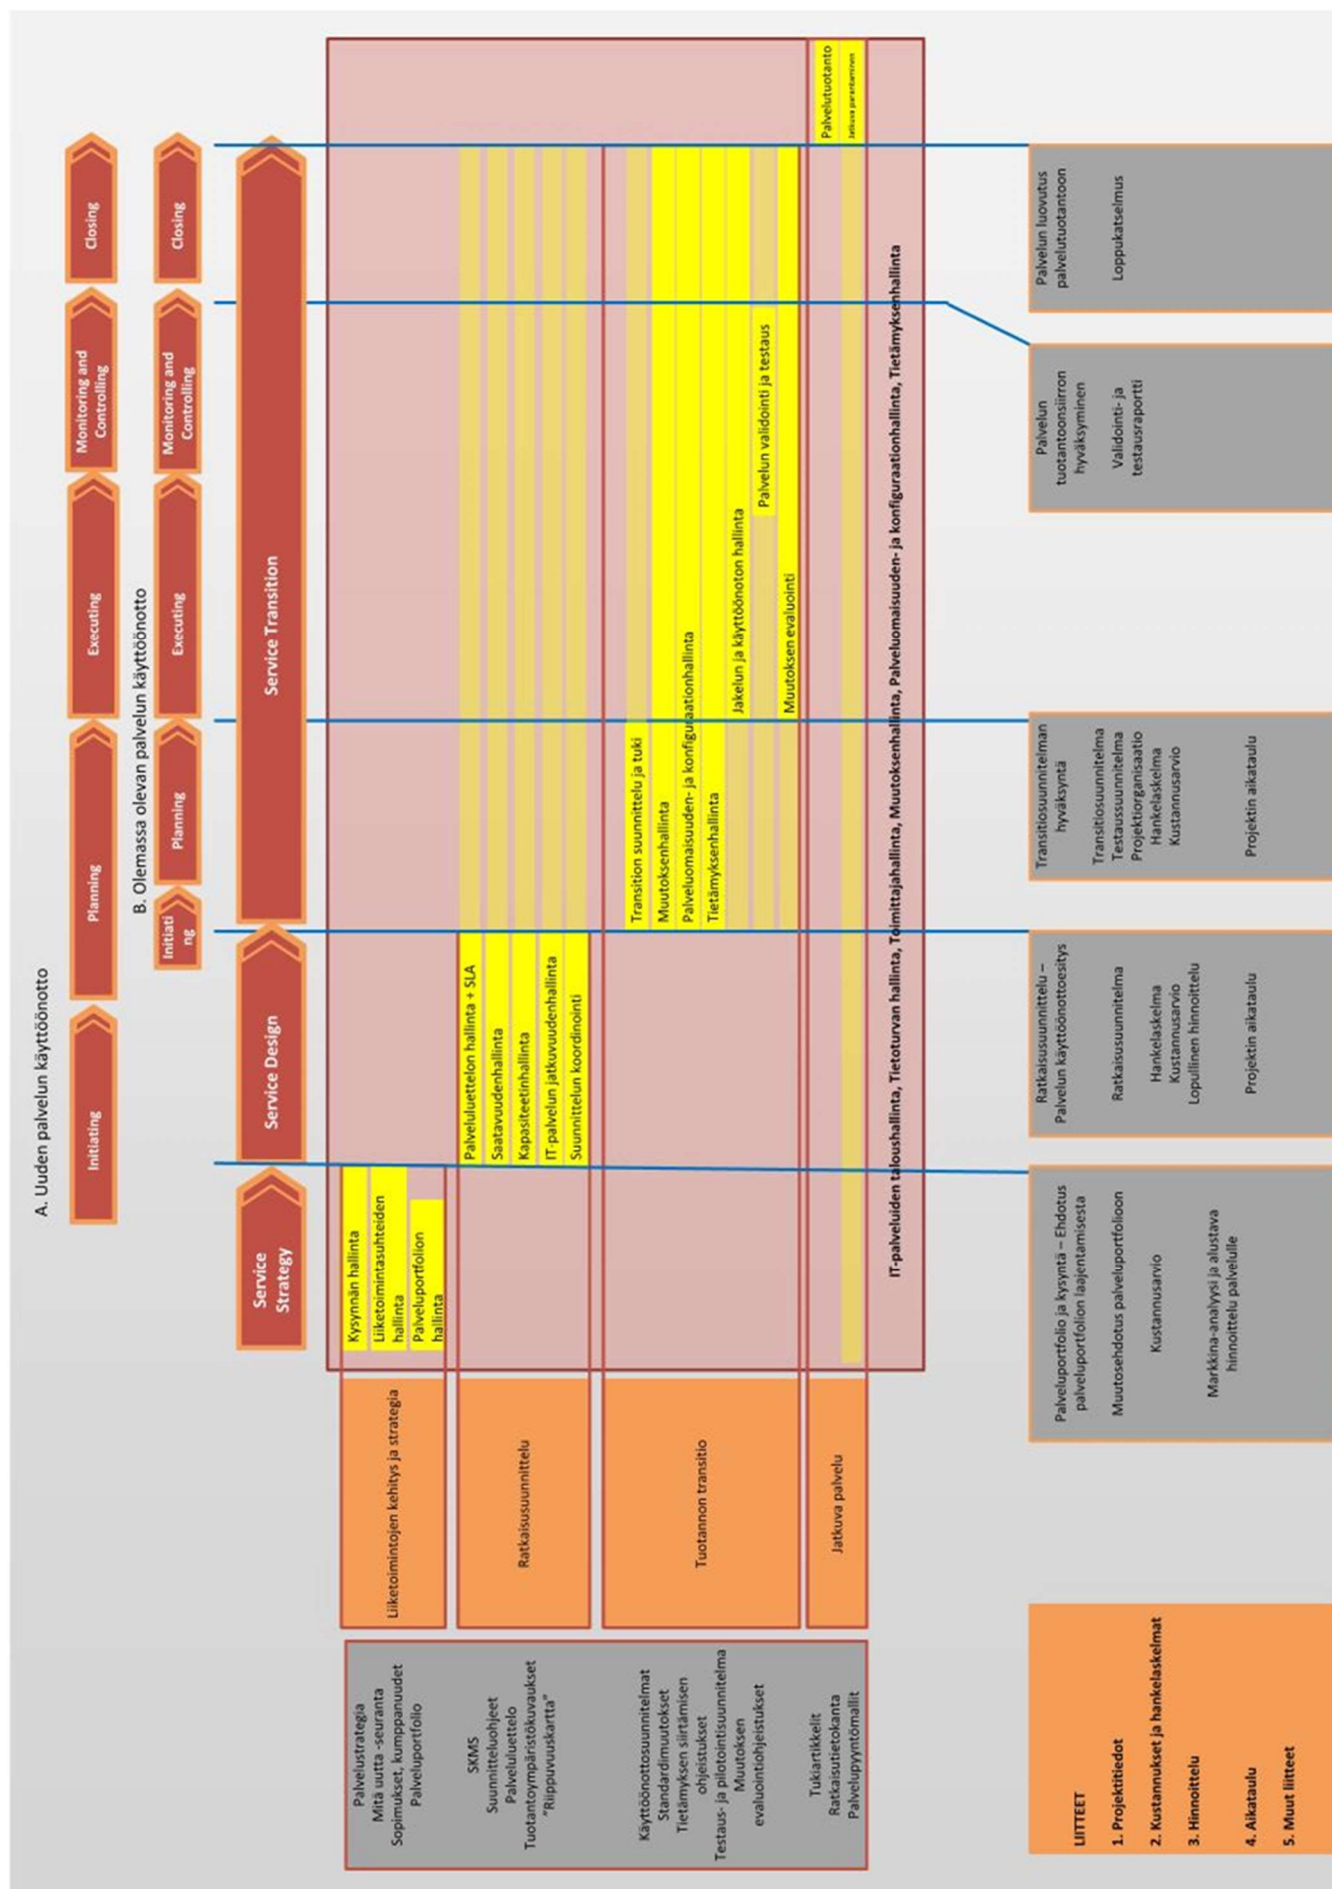 A. Uuden palvelun käyttöönotto
Initiating
Planning
Executing
Monitoring and
Controlling
Closing
B. Olemassa olevan palvelun käyttöönotto
Initiati
ng
Planning
Executing
Monitoring and
Controlling
Closing
Service
Strategy
Service Design
Service Transition
Palvelustrategia
Mitä uutta -seuranta
Sopimukset, kumppanuudet
Palveluportfolio
Liiketoimintojen kehitys ja strategia
Kysynnän hallinta
Liiketoimintasuhteiden
hallinta
Palveluportfolion
hallinta
SKMS
Suunnitteluohjeet
Palveluluettelo
Tuotantoympäristökuvaukset
”Riippuvuuskartta”
Ratkaisusuunnittelu
Palveluluettelon hallinta + SLA
Saatavuudenhallinta
Kapasiteetinhallinta
IT-palvelun jatkuvuudenhallinta
Suunnittelun koordinointi
Käyttöönottosuunnitelmat
Standardimuutokset
Tietämyksen siirtämisen
ohjeistukset
Testaus- ja pilotointisuunnitelma
Muutoksen
evaluointiohjeistukset
Tuotannon transitio
Transition suunnittelu ja tuki
Muutoksenhallinta
Palveluomaisuuden- ja konfiguraationhallinta
Tietämyksenhallinta
Jakelun ja käyttöönoton hallinta
Palvelun validointi ja testaus
Muutoksen evaluointi
Tukiartikkelit
Ratkaisutietokanta
Palvelupyyntömallit
Jatkuva palvelu
Palvelutuotanto
Jatkuva parantaminen
IT-palveluiden taloushallinta, Tietoturvan hallinta, Toimittajahallinta, Muutoksenhallinta, Palveluomaisuuden- ja konfiguraationhallinta, Tietämyksenhallinta
LIITTEET
1. Projektitiedot
2. Kustannukset ja hankelaskelmat
3. Hinnoittelu
4. Aikataulu
5. Muut liitteet
Palveluportfolio ja kysyntä – Ehdotus
palveluportfolion laajentamisesta
Muutosehdotus palveluportfolioon
Kustannusarvio
Markkina-analyysi ja alustava
hinnoittelu palvelulle
Ratkaisusuunnittelu –
Palvelun käyttöönottoesitys
Ratkaisusuunnitelma
Hankelaskelma
Kustannusarvio
Lopullinen hinnoittelu
Projektin aikataulu
Transitiosuunnitelman
hyväksyntä
Transitiosuunnitelma
Testaussuunnitelma
Projektiorganisaatio
Hankelaskelma
Kustannusarvio
Projektin aikataulu
Palvelun
tuotantoonsiirron
hyväksyminen
Validointi- ja
testausraportti
Palvelun luovutus
palvelutuotantoon
Loppukatselmus